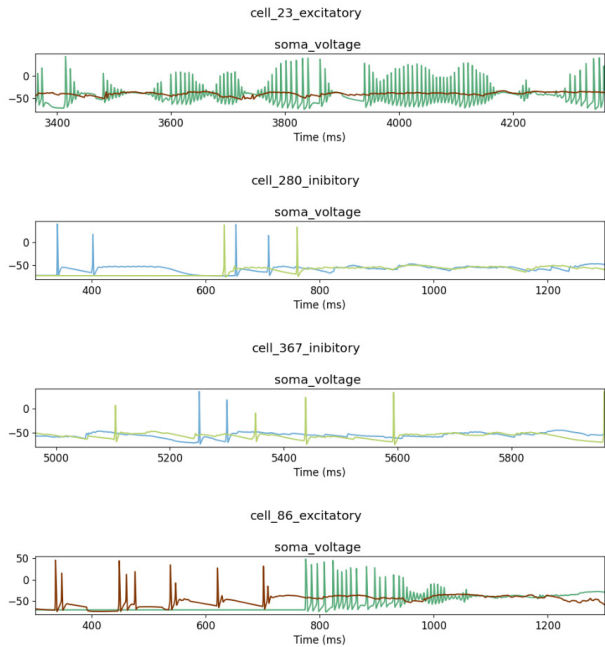 cell_23_excitatory
soma_voltage
0
−50
3400 3600 3800 4000 4200
Time (ms)
cell_280_inibitory
soma_voltage
0
−50
400 600 800 1000 1200
Time (ms)
cell_367_inibitory
soma_voltage
0
−50
5000 5200 5400 5600 5800
Time (ms)
cell_86_excitatory
soma_voltage
50
0
−50
400 600 800 1000 1200
Time (ms)